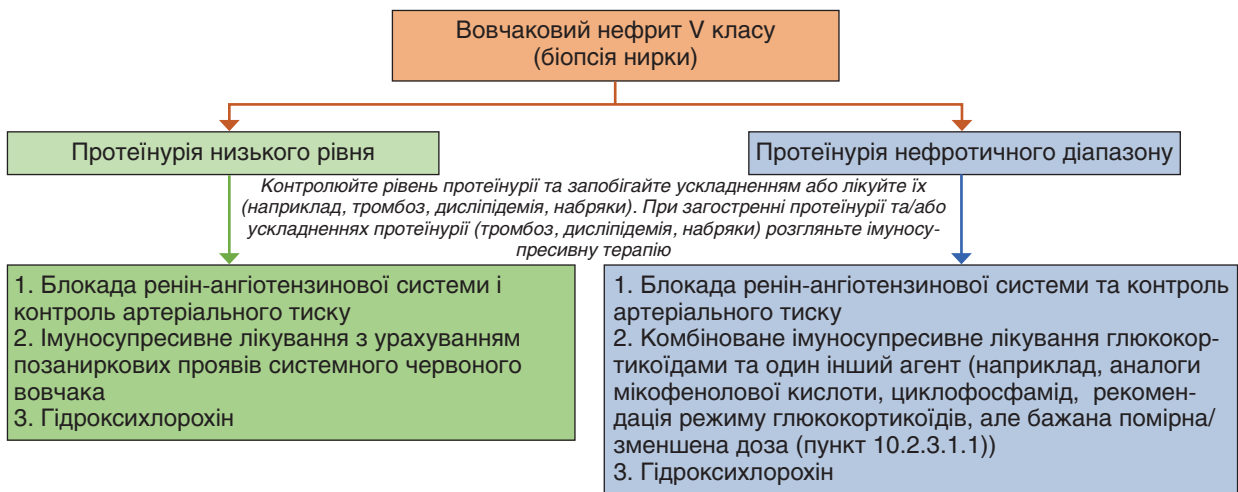 Вовчаковий нефрит V класу
(біопсія нирки)
Протеїнурія низького рівня
Протеїнурія нефротичного діапазону
Контролюйте рівень протеїнурії та запобігайте ускладненням або лікуйте їх
(наприклад, тромбоз, дисліпідемія, набряки). При загостренні протеїнурії та/або
ускладненнях протеїнурії (тромбоз, дисліпідемія, набряки) розгляньте імуносу-
пресивну терапію
1. Блокада ренін-ангіотензинової системи і
контроль артеріального тиску
2. Імуносупресивне лікування з урахуванням
позаниркових проявів системного червоного
вовчака
3. Гідроксихлорохін
1. Блокада ренін-ангіотензинової системи та контроль
артеріального тиску
2. Комбіноване імуносупресивне лікування глюкокор-
тикоїдами та один інший агент (наприклад, аналоги
мікофенолової кислоти, циклофосфамід, рекомен-
дація режиму глюкокортикоїдів, але бажана помірна/
зменшена доза (пункт 10.2.3.1.1))
3. Гідроксихлорохін